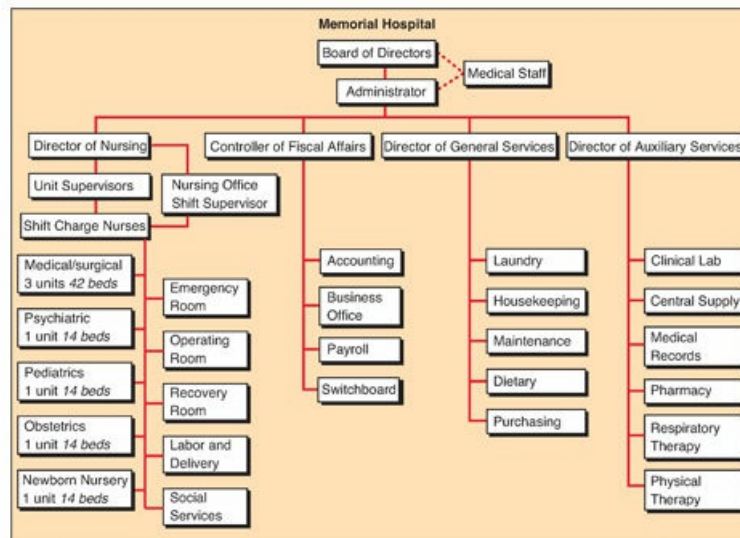 Memorial Hospital
Board of Directors
Medical Staff
Administrator
Director of Nursing
Controller of Fiscal Affairs
Director of General Services
Director of Auxiliary Services
Unit Supervisors
Nursing Office
Shift Supervisor
Shift Charge Nurses
Medical/surgical
3 units 42 beds
Psychiatric
1 unit 14 beds
Pediatrics
1 unit 14 beds
Obstetrics
1 unit 14 beds
Newborn Nursery
1 unit 14 beds
Emergency
Room
Operating
Room
Recovery
Room
Labor and
Delivery
Social
Services
Accounting
Business
Office
Payroll
Switchboard
Laundry
Housekeeping
Maintenance
Dietary
Purchasing
Clinical Lab
Central Supply
Medical
Records
Pharmacy
Respiratory
Therapy
Physical
Therapy